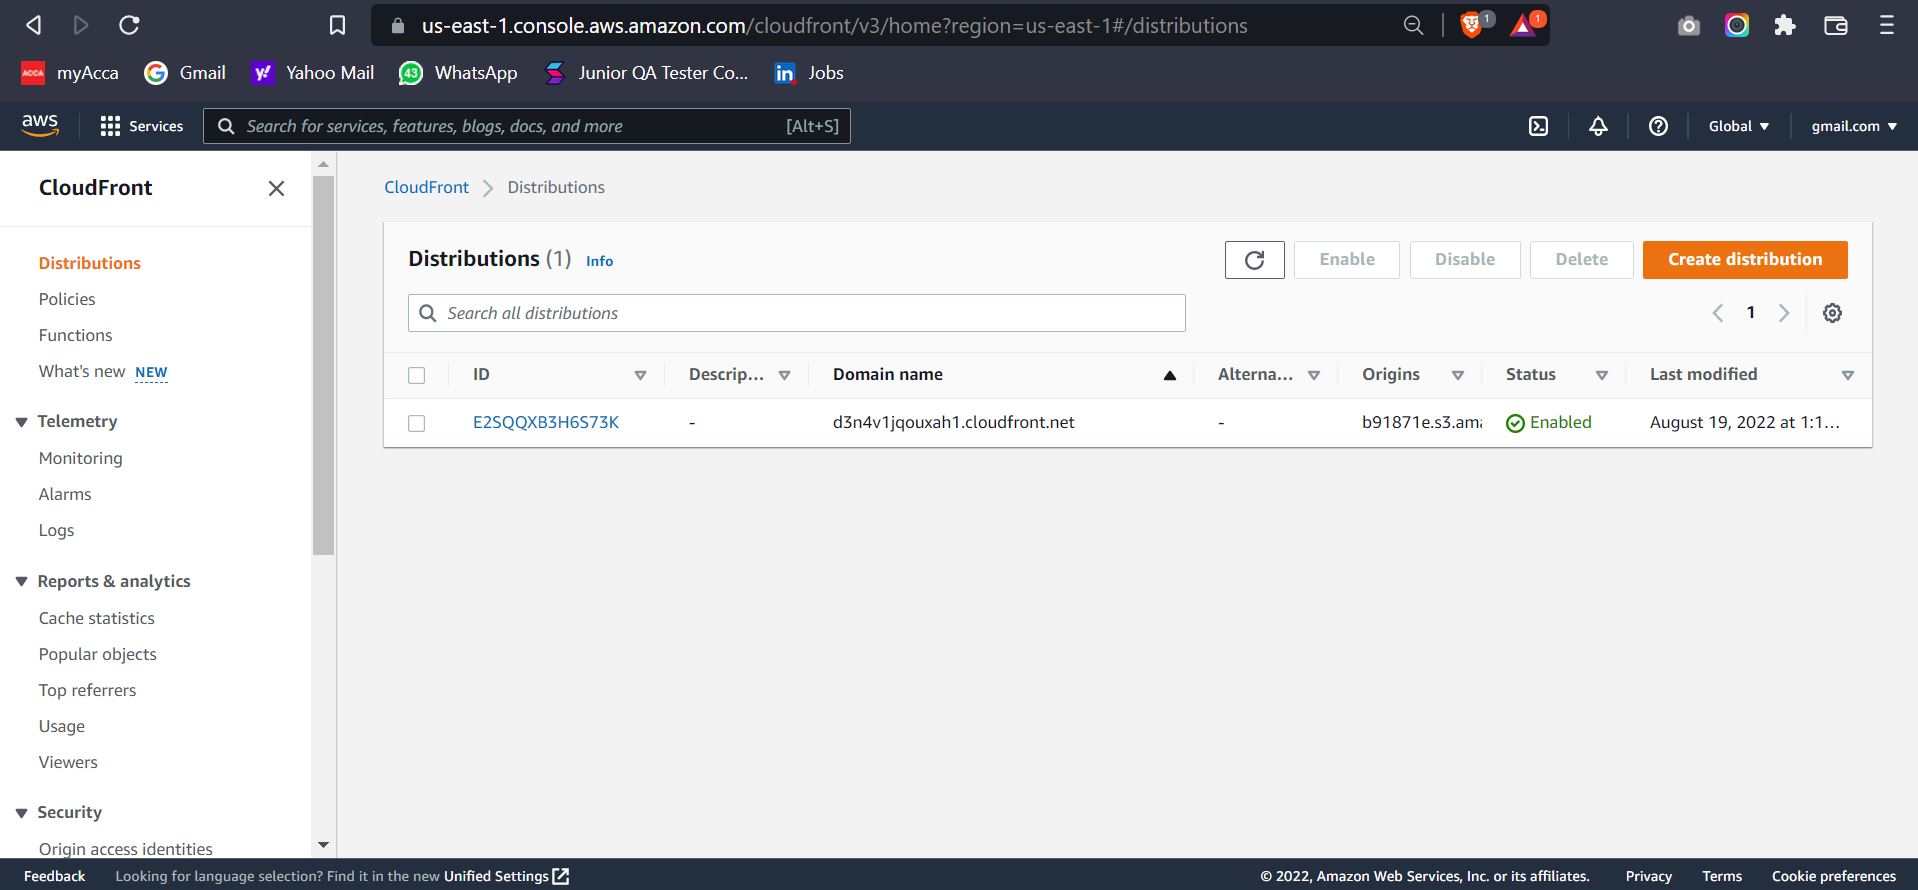 us-east-1.console.aws.amazon.com/cloudfront/v3/home?region=us-east-1#/distributions
1
1
ACCA myAcca
G Gmail
y! Yahoo Mail
43 WhatsApp
Junior QA Tester Co...
in Jobs
aws
Services
Search for services, features, blogs, docs, and more
[Alt+S]
Global
gmail.com
CloudFront
Distributions
Policies
Functions
What's new NEW
Telemetry
Monitoring
Alarms
Logs
Reports & analytics
Cache statistics
Popular objects
Top referrers
Usage
Viewers
Security
Origin access identities
CloudFront
Distributions
Distributions (1) Info
Enable
Disable
Delete
Create distribution
Search all distributions
1
ID Descrip... Domain name Alterna... Origins Status Last modified
E2SQQXB3H6S73K - d3n4v1jqouxah1.cloudfront.net - b91871e.s3.ama Enabled August 19, 2022 at 1:1...
Feedback Looking for language selection? Find it in the new Unified Settings
© 2022, Amazon Web Services, Inc. or its affiliates. Privacy Terms Cookie preferences